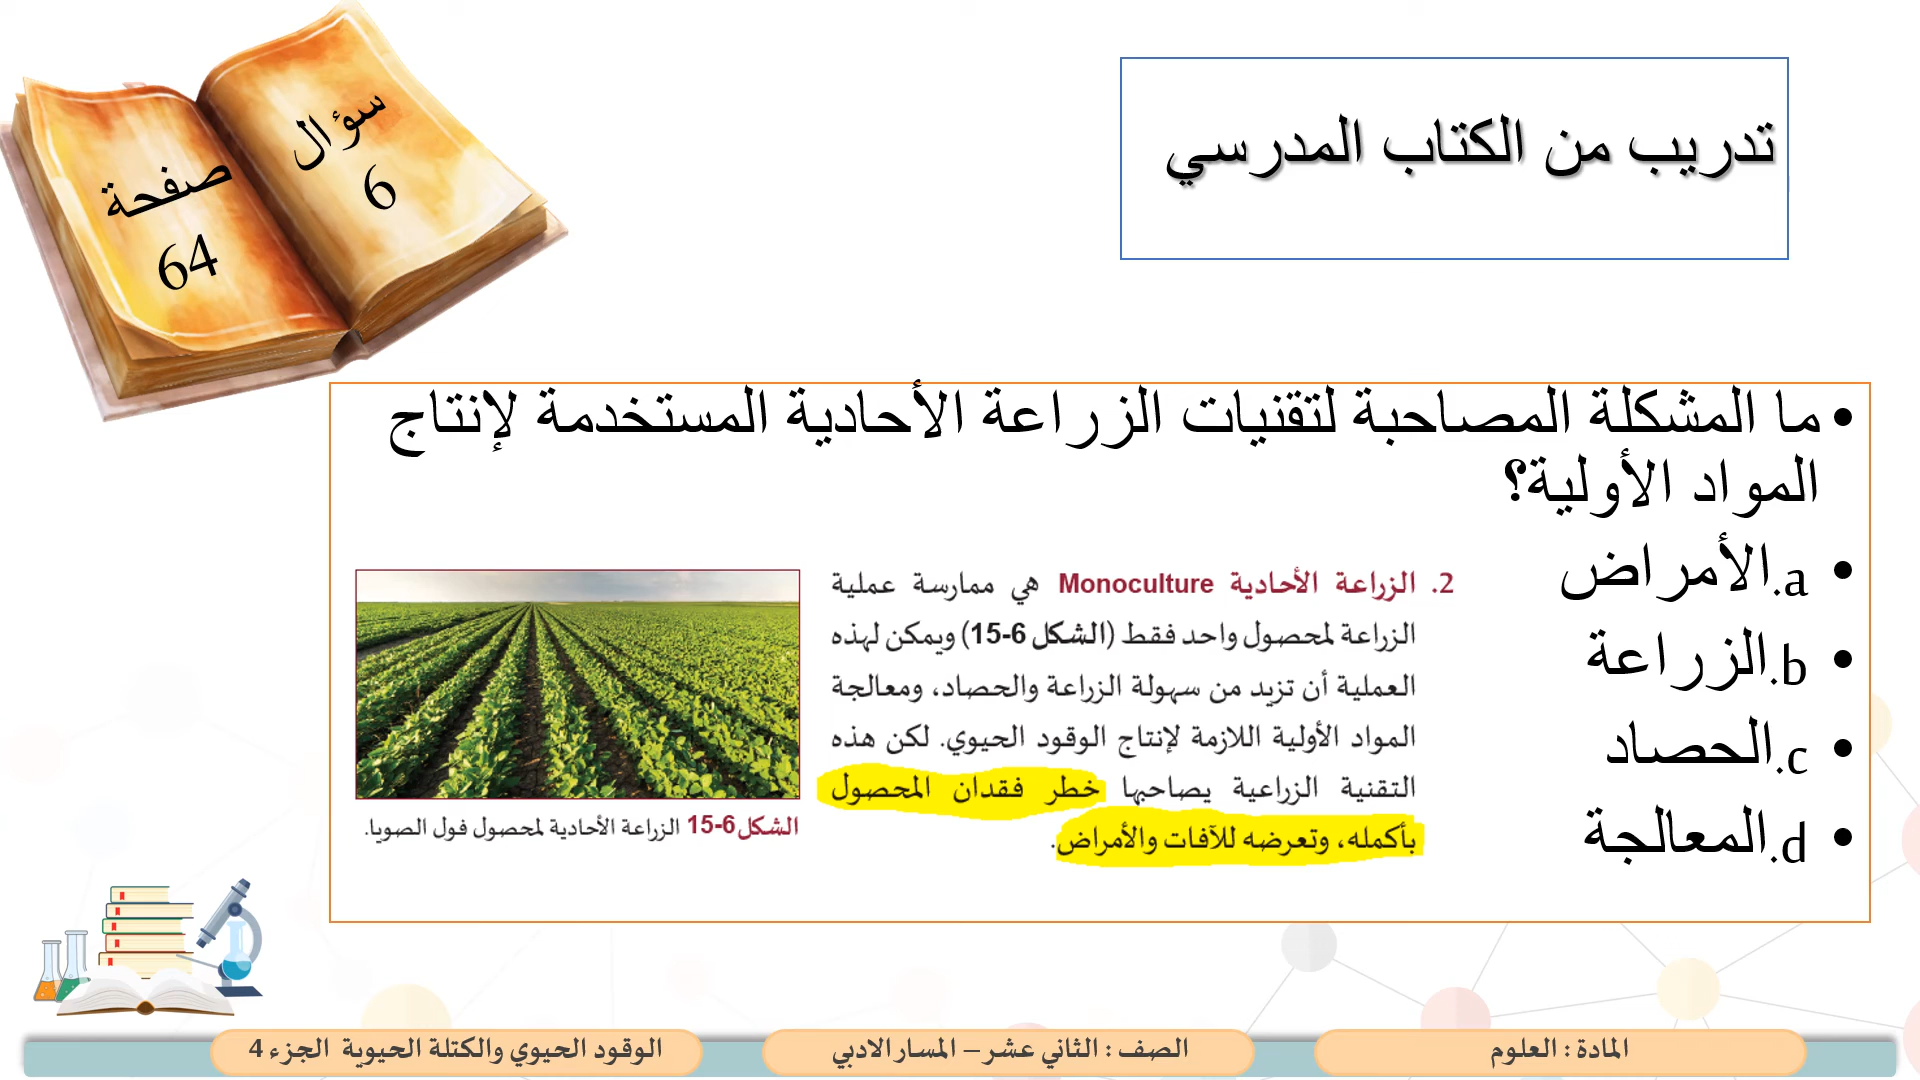 تدريب من الكتاب المدرسي
سؤال
6
صفحة
64
• ما المشكلة المصاحبة لتقنيات الزراعة الأحادية المستخدمة لإنتاج
المواد الأولية؟
• a.الأمراض
• b.الزراعة
• c.الحصاد
• d.المعالجة
2. الزراعة الأحادية Monoculture هي ممارسة عملية
الزراعة لمحصول واحد فقط (الشكل 6-15) ويمكن لهذه
العملية أن تزيد من سهولة الزراعة والحصاد، ومعالجة
المواد الأولية اللازمة لإنتاج الوقود الحيوي. لكن هذه
التقنية الزراعية يصاحبها خطر فقدان المحصول
بأكمله، وتعرضه للآفات والأمراض.
الشكل 6-15 الزراعة الأحادية لمحصول فول الصويا.
المادة : العلوم
الصف : الثاني عشر – المسار الادبي
الوقود الحيوي والكتلة الحيوية الجزء 4